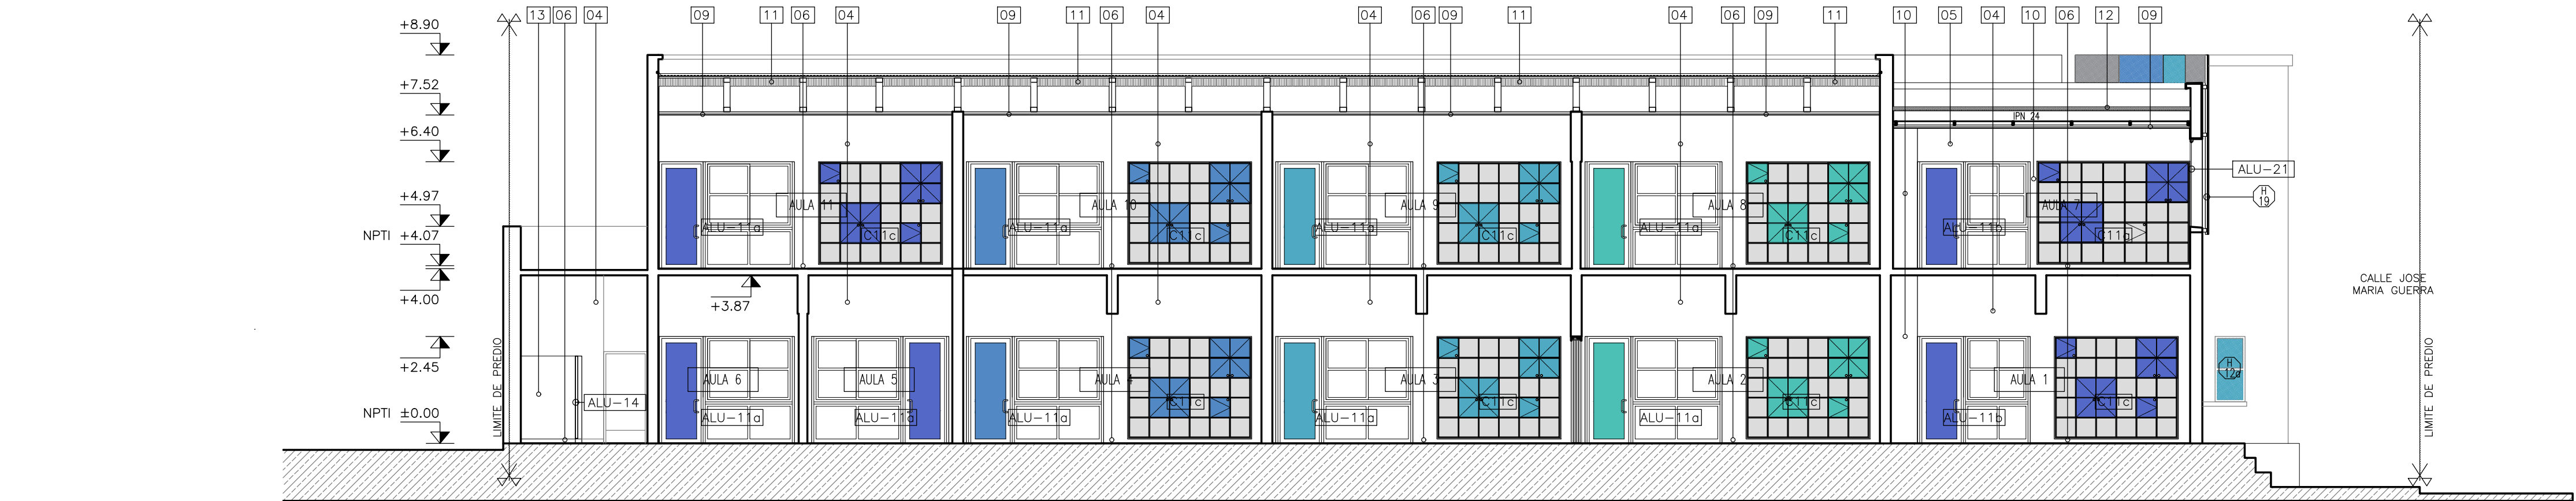 13 06 04 09 11 06 04 09 11 06 04 04 06 09 11 04 06 09 11 10 05 04 10 06 12 09
+8.90
+7.52
IPN 24
+6.40
ALU-21
H
19
+4.97
AULA 11 AULA 10 AULA 9 AULA 8 AULA 7
ALU-11a ALU-11a ALU-11a ALU-11a ALU-11b
C11c C11c C11c C11c C11a
NPTI +4.07
+4.00
+3.87
CALLE JOSE
MARIA GUERRA
+2.45
LIMITE DE PREDIO
LIMITE DE PREDIO
H
12a
AULA 6 AULA 5 AULA 4 AULA 3 AULA 2 AULA 1
ALU-14
C11c C11c C11c C11c
NPTI ±0.00
ALU-11a ALU-11a ALU-11a ALU-11a ALU-11a ALU-11b